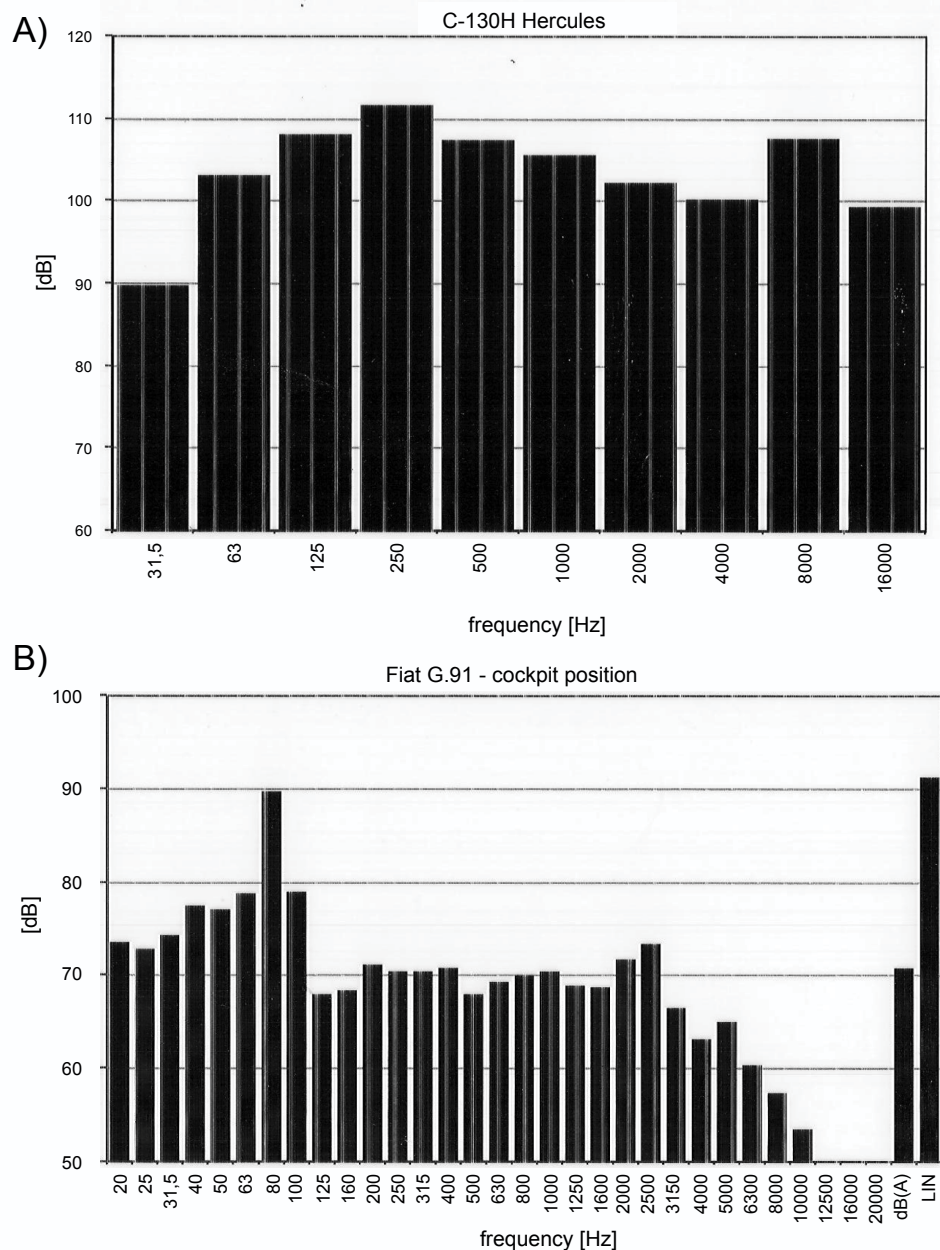 A)
C-130H Hercules
120
110
100
90
80
70
60
[dB]
31,5 63 125 250 500 1000 2000 4000 8000 16000
frequency [Hz]
B)
Fiat G.91 - cockpit position
100
90
80
70
60
50
[dB]
20 25 31,5 40 50 63 80 100 125 160 200 250 315 400 500 630 800 1000 1250 1600 2000 2500 3150 4000 5000 6300 8000 10000 12500 16000 20000 dB(A) LIN
frequency [Hz]